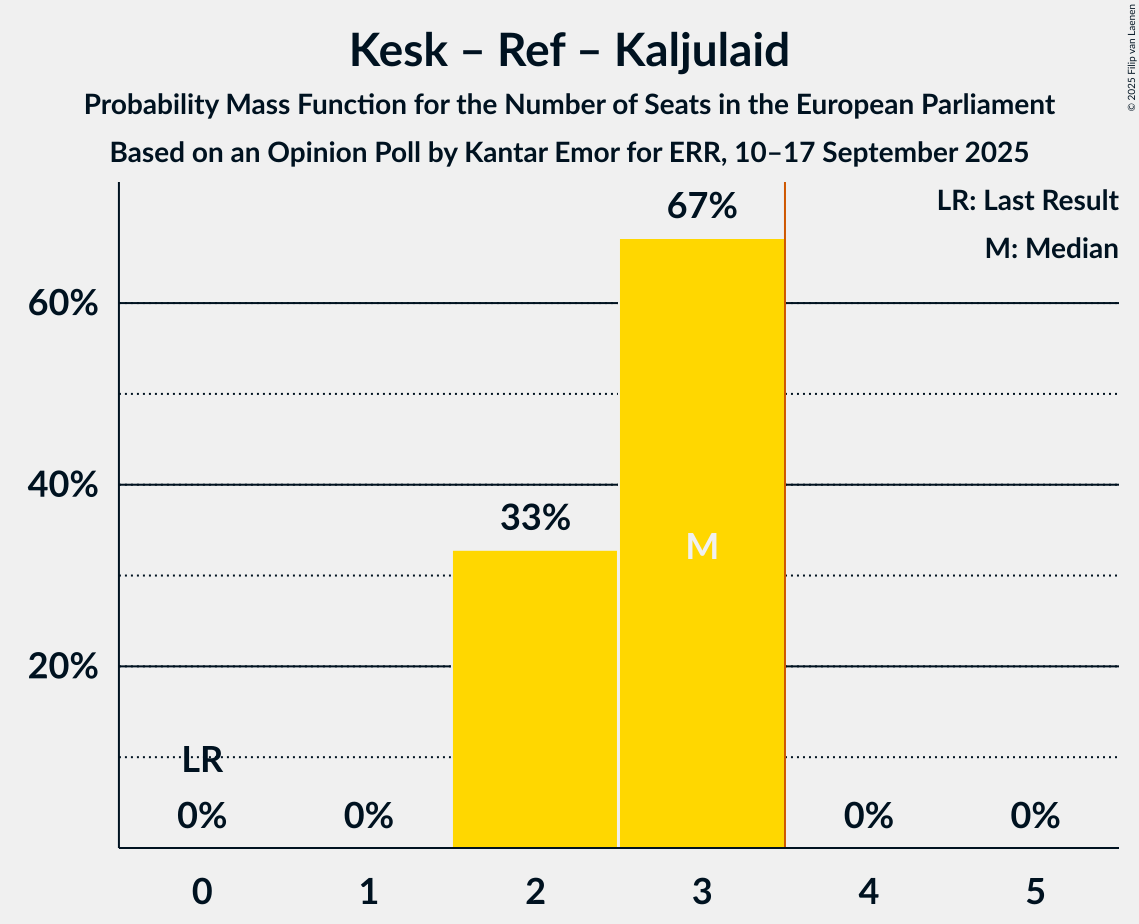 Kesk – Ref – Kaljulaid
Probability Mass Function for the Number of Seats in the European Parliament
Based on an Opinion Poll by Kantar Emor for ERR, 10–17 September 2025
© 2025 Filip van Laenen
LR: Last Result
M: Median
67%
60%
40%
33%
M
20%
LR
0%
0%
0%
0%
0
1
2
3
4
5